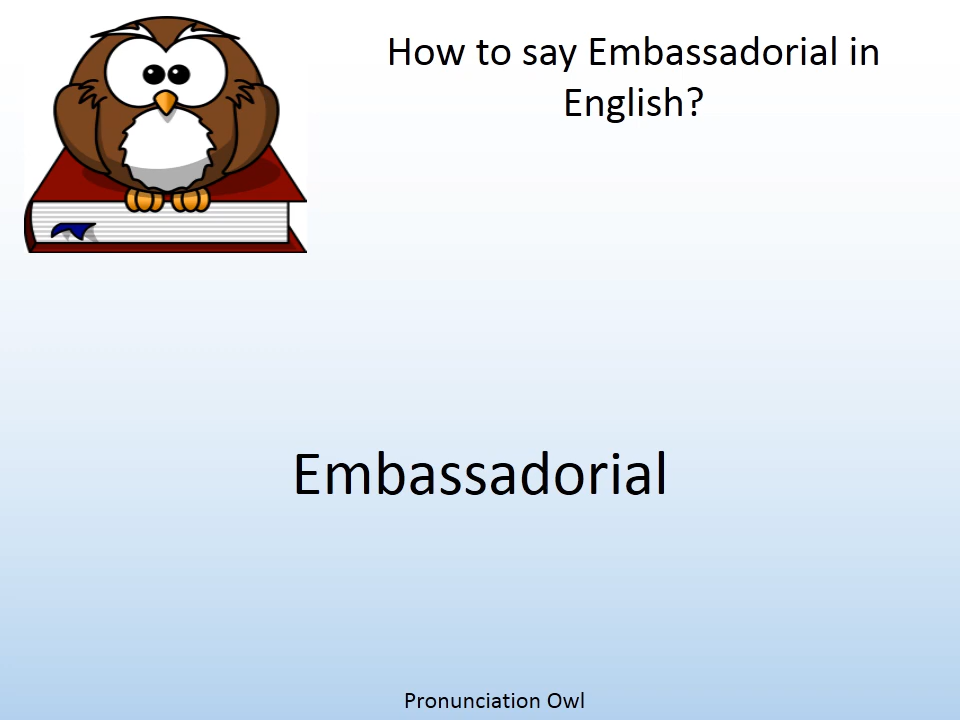 How to say Embassadorial in
English?
Embassadorial
Pronunciation Owl